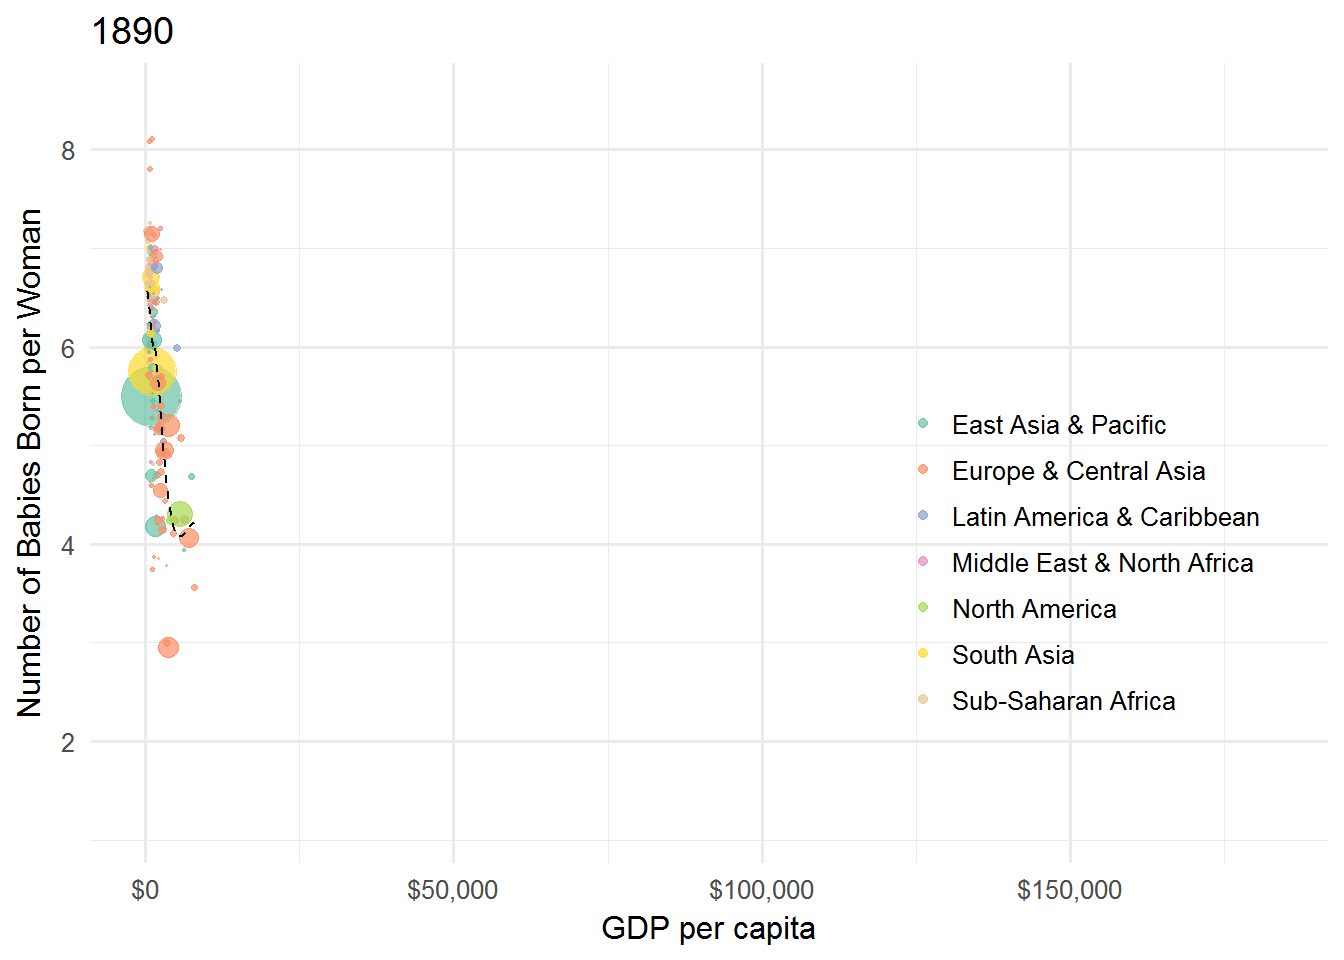 1890
Number of Babies Born per Woman
8
6
4
2
East Asia & Pacific
Europe & Central Asia
Latin America & Caribbean
Middle East & North Africa
North America
South Asia
Sub-Saharan Africa
$0
$50,000
$100,000
$150,000
GDP per capita